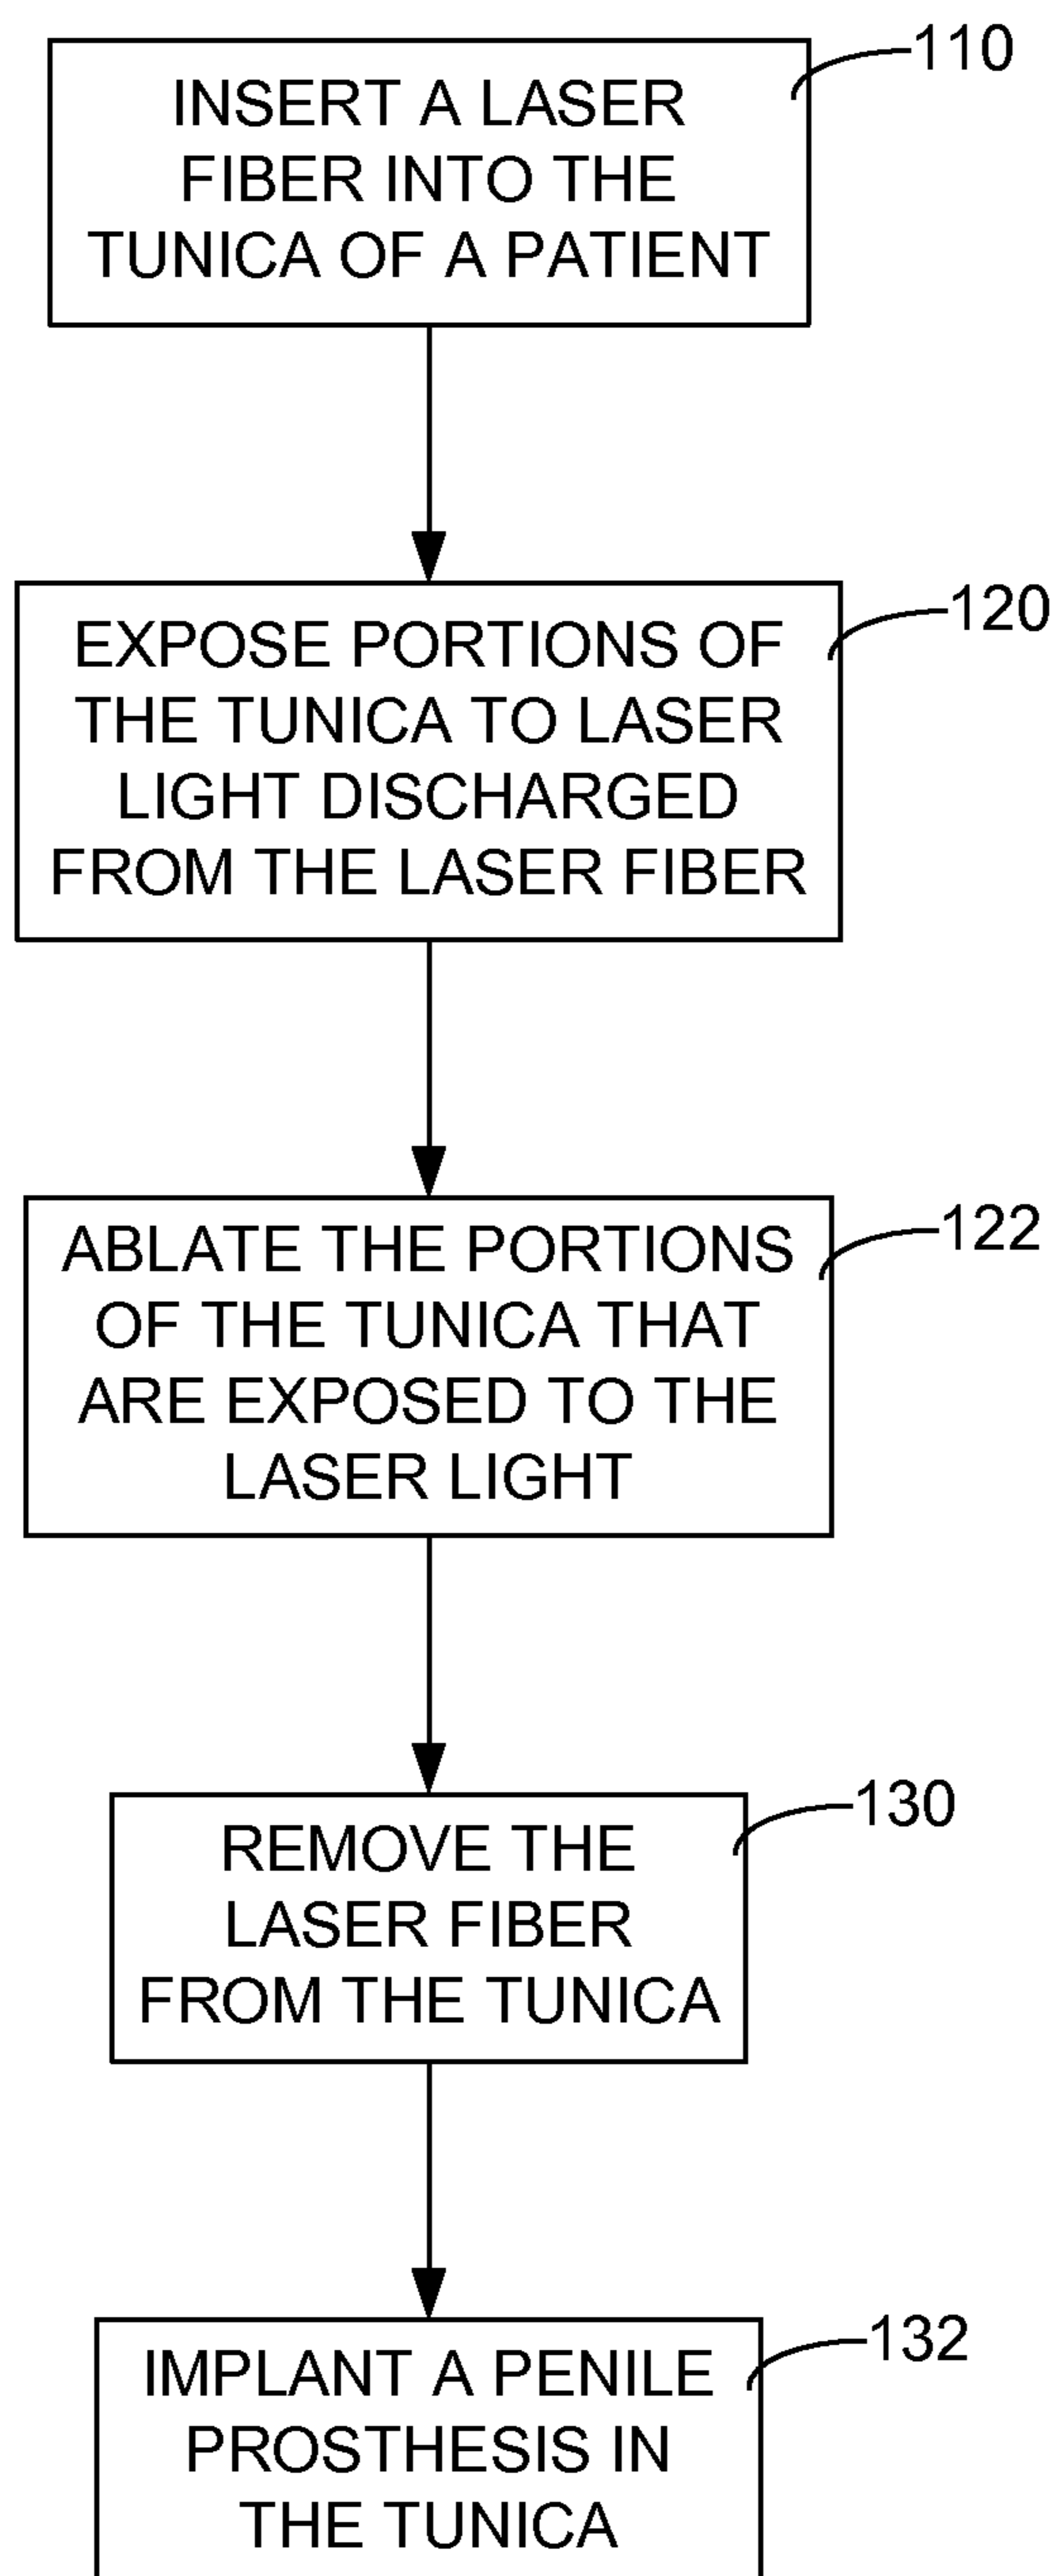 110
INSERT A LASER
FIBER INTO THE
TUNICA OF A PATIENT
120
EXPOSE PORTIONS OF
THE TUNICA TO LASER
LIGHT DISCHARGED
FROM THE LASER FIBER
122
ABLATE THE PORTIONS
OF THE TUNICA THAT
ARE EXPOSED TO THE
LASER LIGHT
130
REMOVE THE
LASER FIBER
FROM THE TUNICA
132
IMPLANT A PENILE
PROSTHESIS IN
THE TUNICA